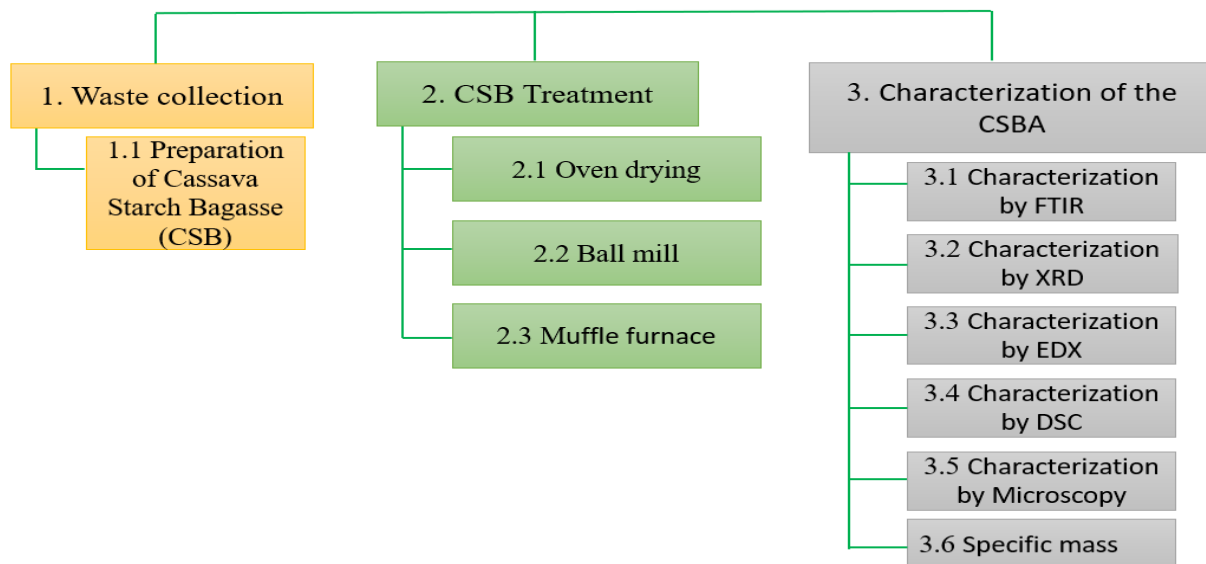 1. Waste collection
1.1 Preparation
of Cassava
Starch Bagasse
(CSB)
2. CSB Treatment
2.1 Oven drying
2.2 Ball mill
2.3 Muffle furnace
3. Characterization of the
CSBA
3.1 Characterization
by FTIR
3.2 Characterization
by XRD
3.3 Characterization
by EDX
3.4 Characterization
by DSC
3.5 Characterization
by Microscopy
3.6 Specific mass